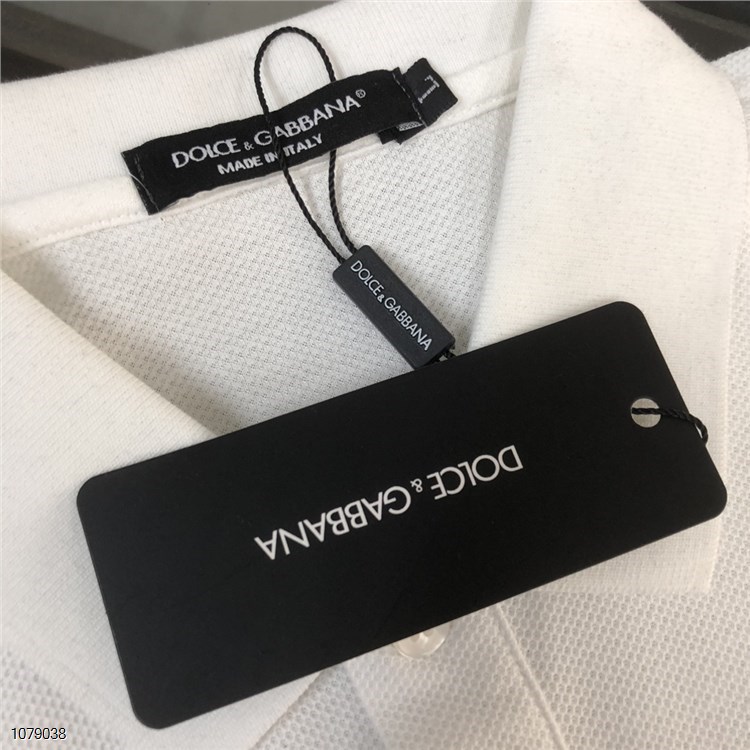 DOLCE & GABBANA®
MADE IN ITALY
DOLCE & GABBANA
DOLCE & GABBANA
1079038